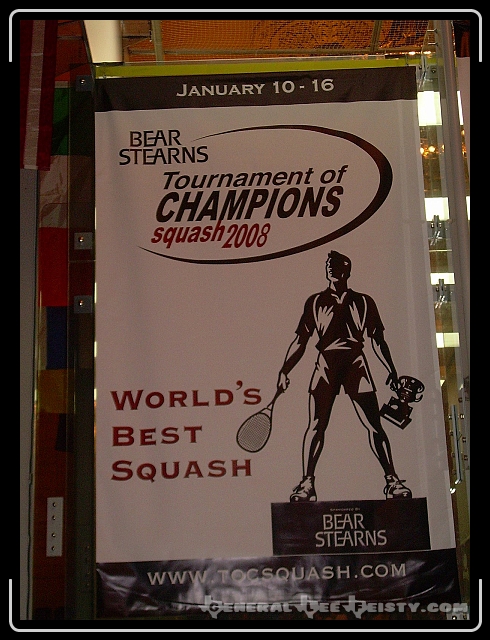 JANUARY 10 - 16
BEAR
STEARNS
Tournament of
CHAMPIONS
squash 2008
WORLD'S
BEST
SQUASH
BEAR
STEARNS
WWW.TOCSQUASH.COM